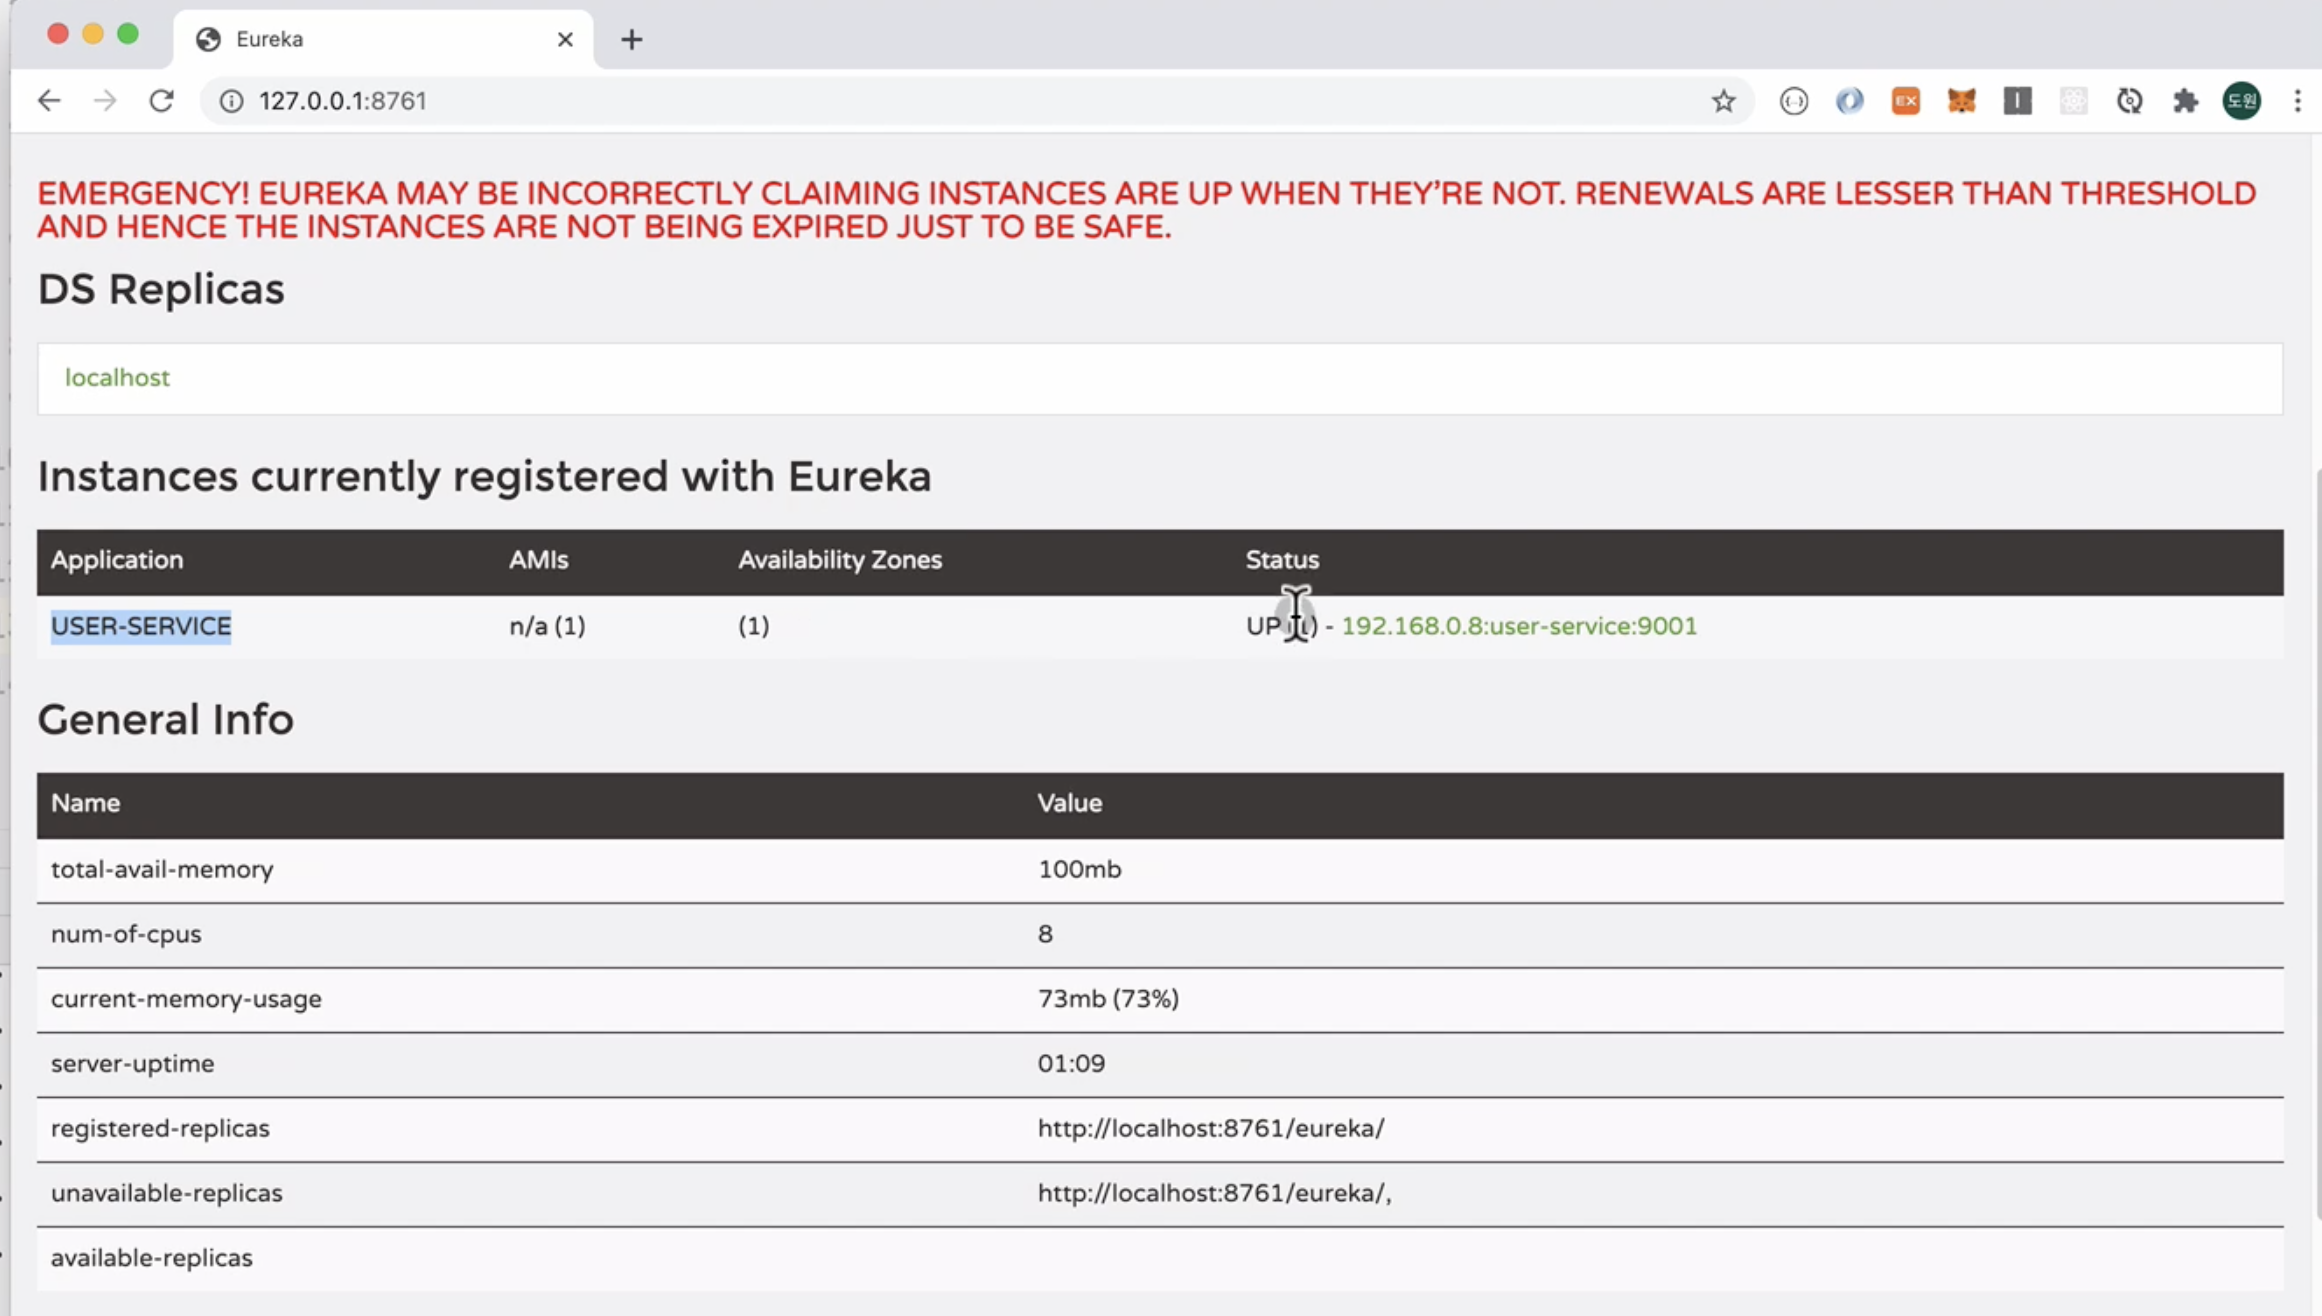 Eureka
127.0.0.1:8761
EX
도원
EMERGENCY! EUREKA MAY BE INCORRECTLY CLAIMING INSTANCES ARE UP WHEN THEY'RE NOT. RENEWALS ARE LESSER THAN THRESHOLD
AND HENCE THE INSTANCES ARE NOT BEING EXPIRED JUST TO BE SAFE.
DS Replicas
localhost
Instances currently registered with Eureka
Application AMIs Availability Zones Status
USER-SERVICE n/a (1) (1) UP (1) - 192.168.0.8:user-service:9001
General Info
Name Value
total-avail-memory 100mb
num-of-cpus 8
current-memory-usage 73mb (73%)
server-uptime 01:09
registered-replicas http://localhost:8761/eureka/
unavailable-replicas http://localhost:8761/eureka/,
available-replicas